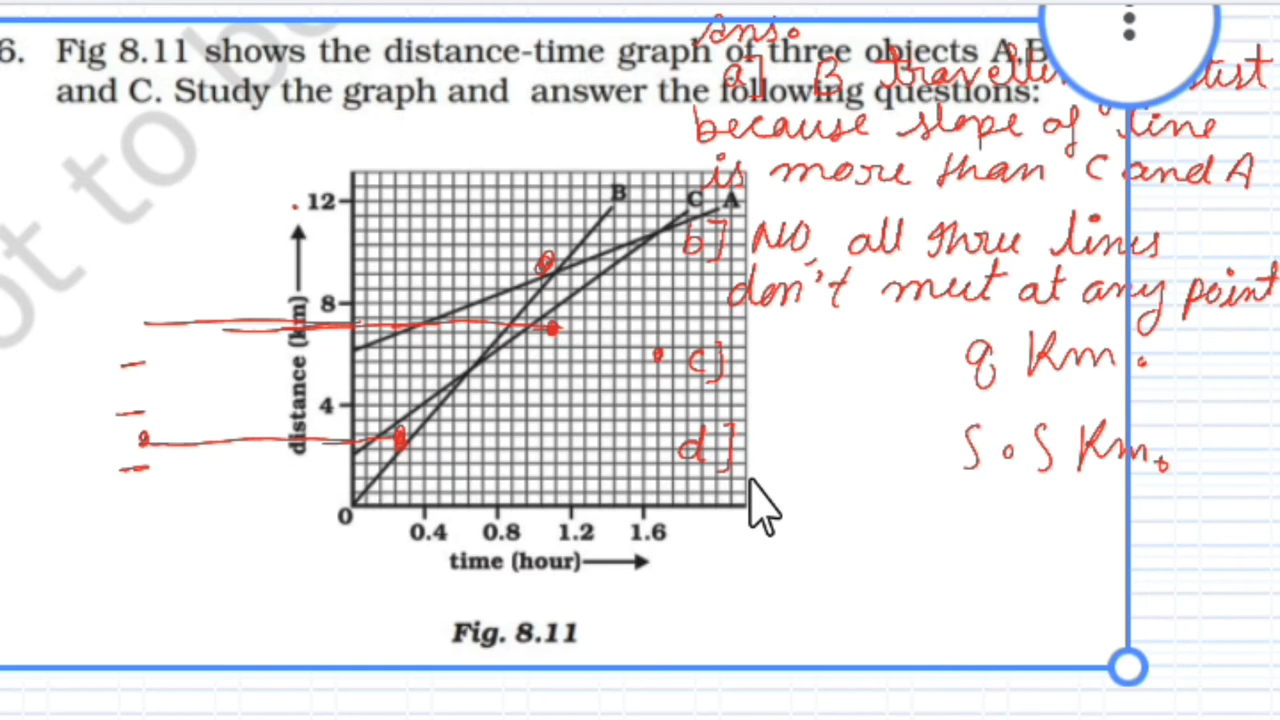 6. Fig 8.11 shows the distance-time graph of three objects A,B
and C. Study the graph and answer the following questions:
Ans.
a] B
because slope of line
is more than C and A
b] NO, all three lines
don't meet at any point
c] 9 Km.
d] 5.5 Km.
B
C A
12
8
4
0
distance (km)
0.4 0.8 1.2 1.6
time (hour)
Fig. 8.11